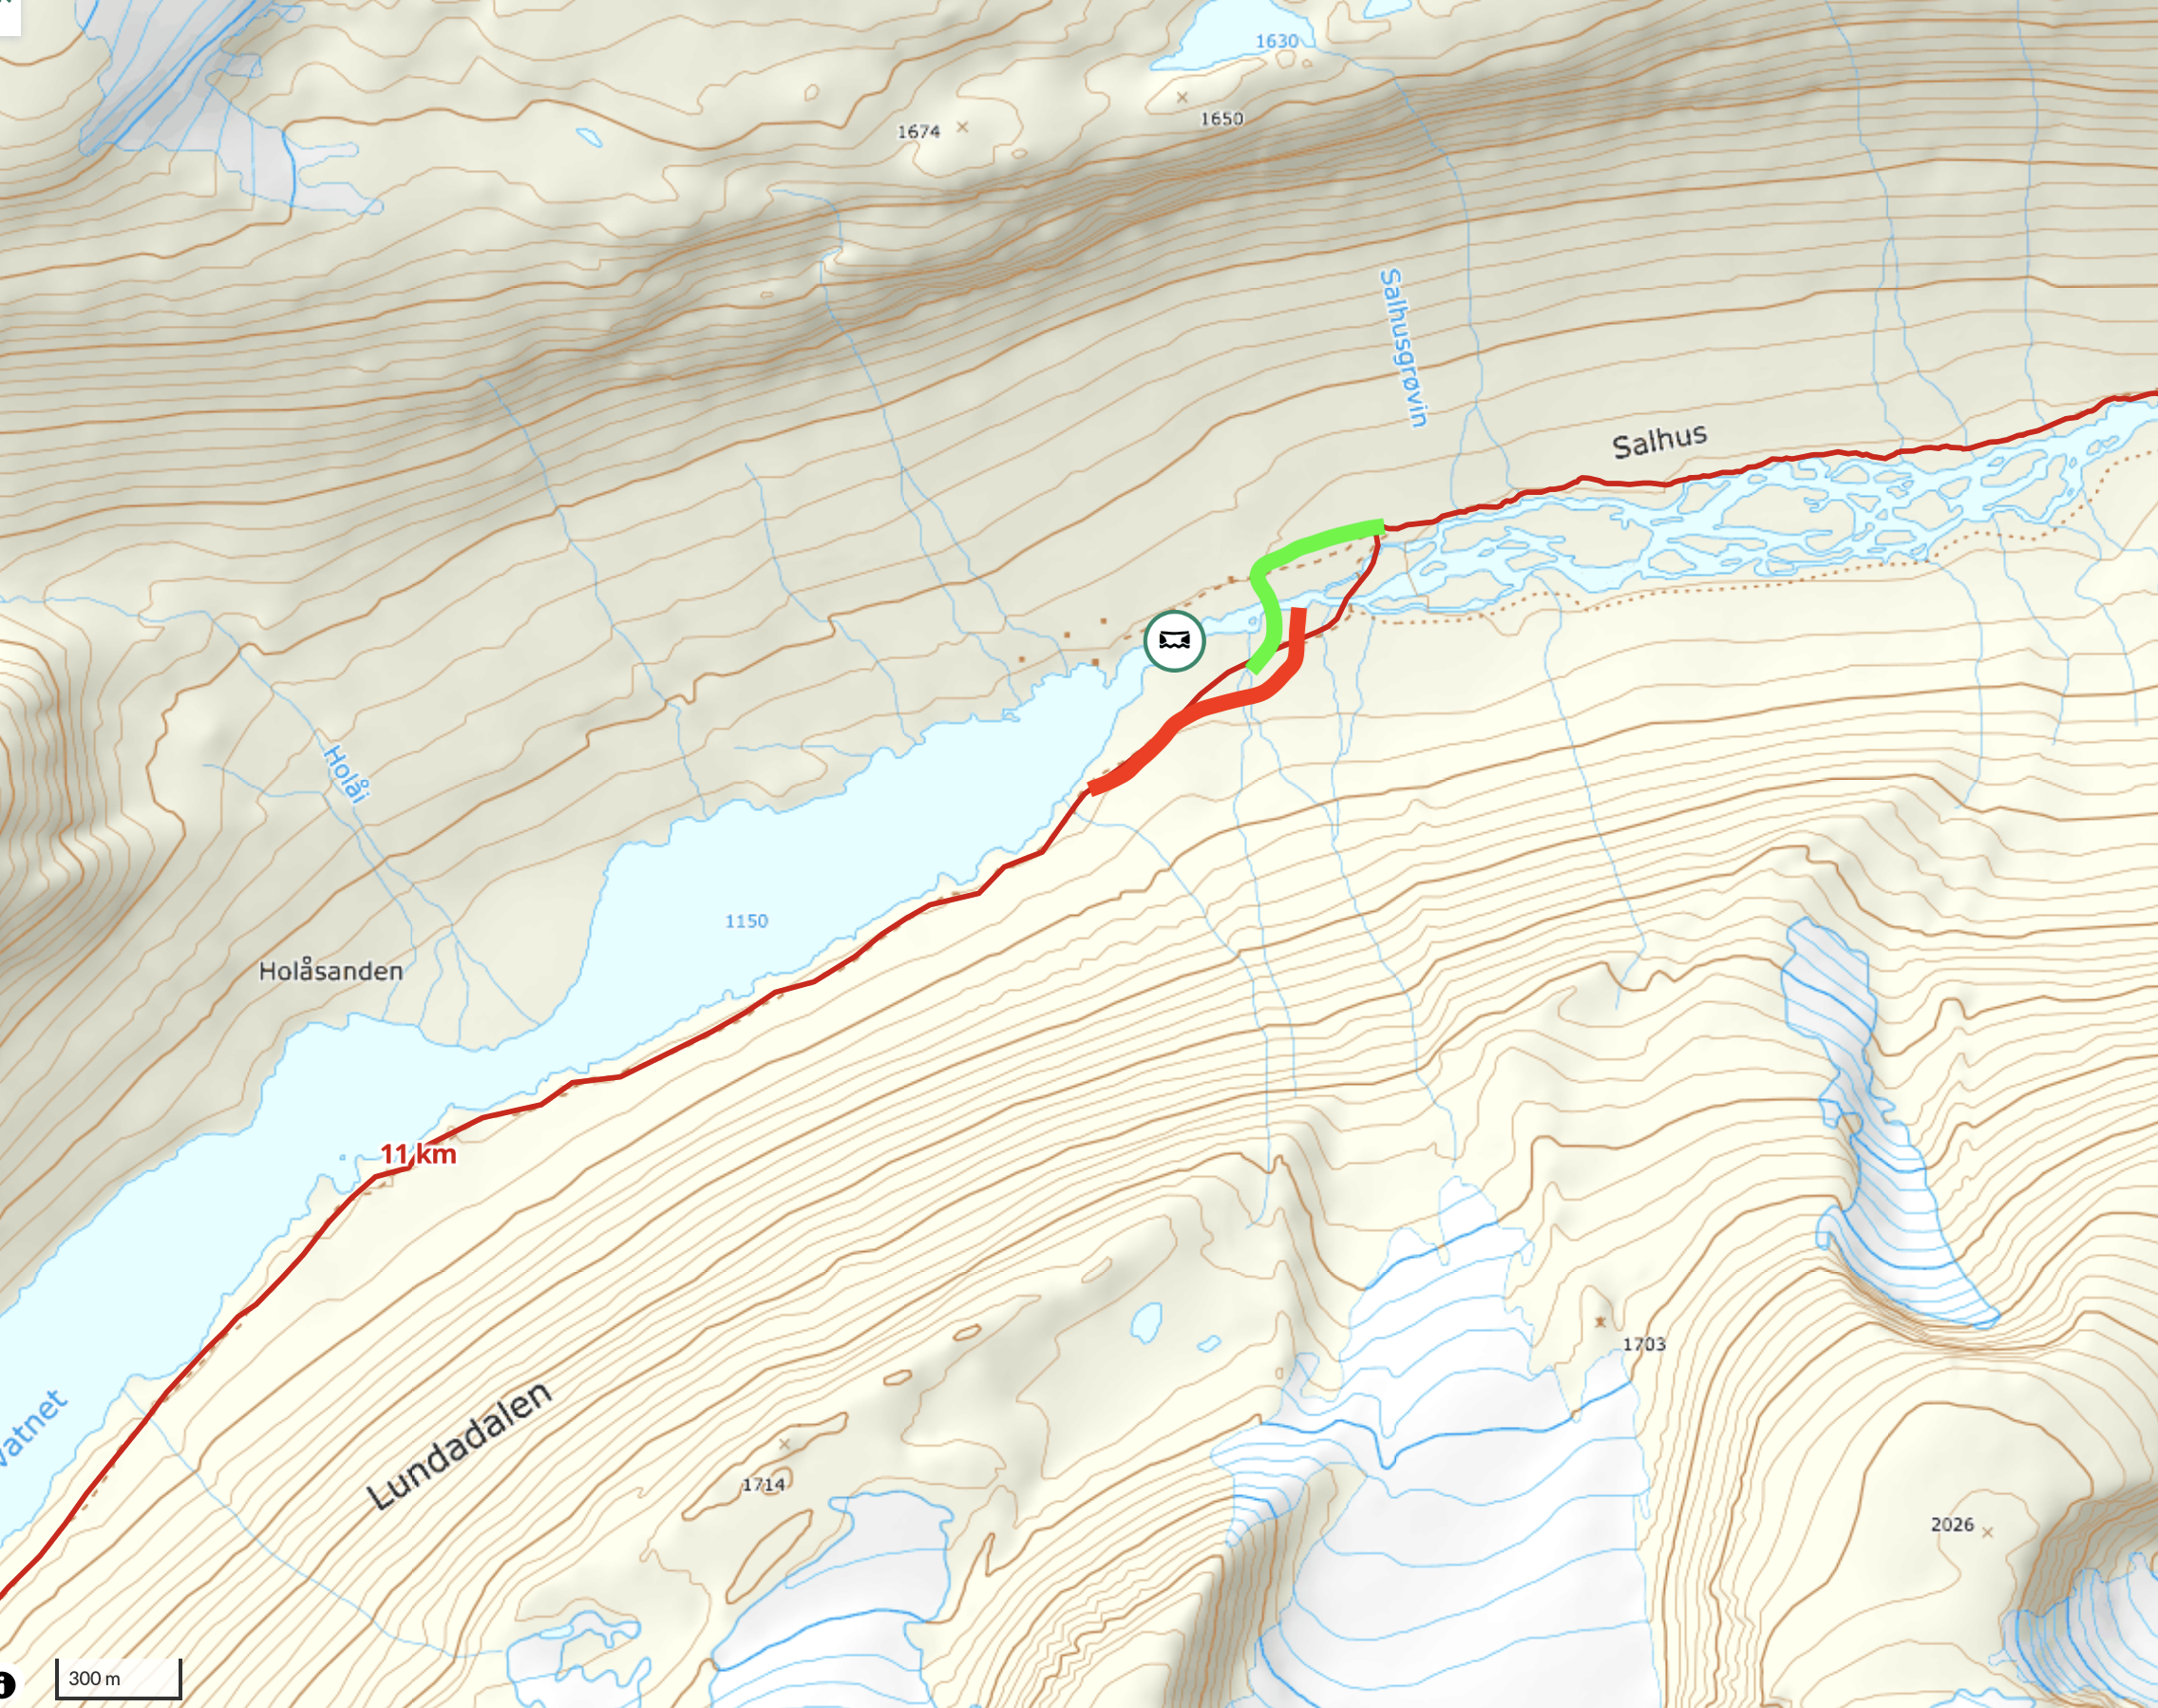 1630
1650
1674
Salhusgrøvin
Salhus
Holåi
1150
Holåsanden
11 km
1703
vatnet
Lundadalen
1714
2026
300 m